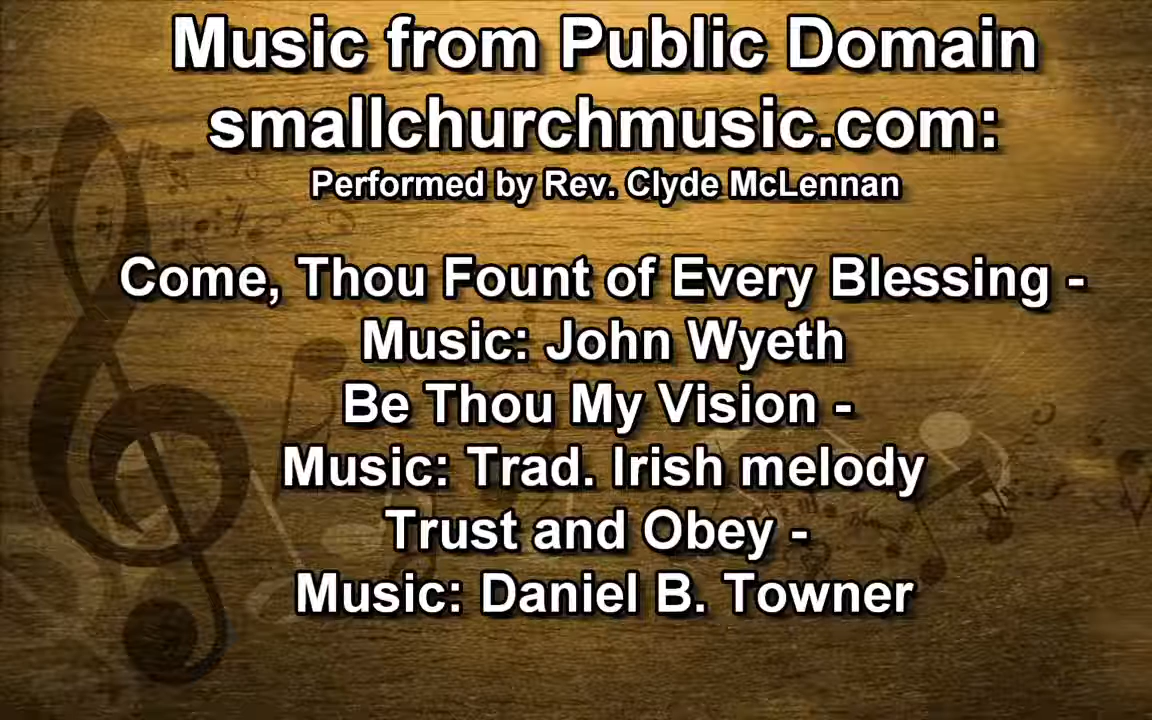 Music from Public Domain
smallchurchmusic.com:
Performed by Rev. Clyde McLennan
Come, Thou Fount of Every Blessing -
Music: John Wyeth
Be Thou My Vision -
Music: Trad. Irish melody
Trust and Obey -
Music: Daniel B. Towner